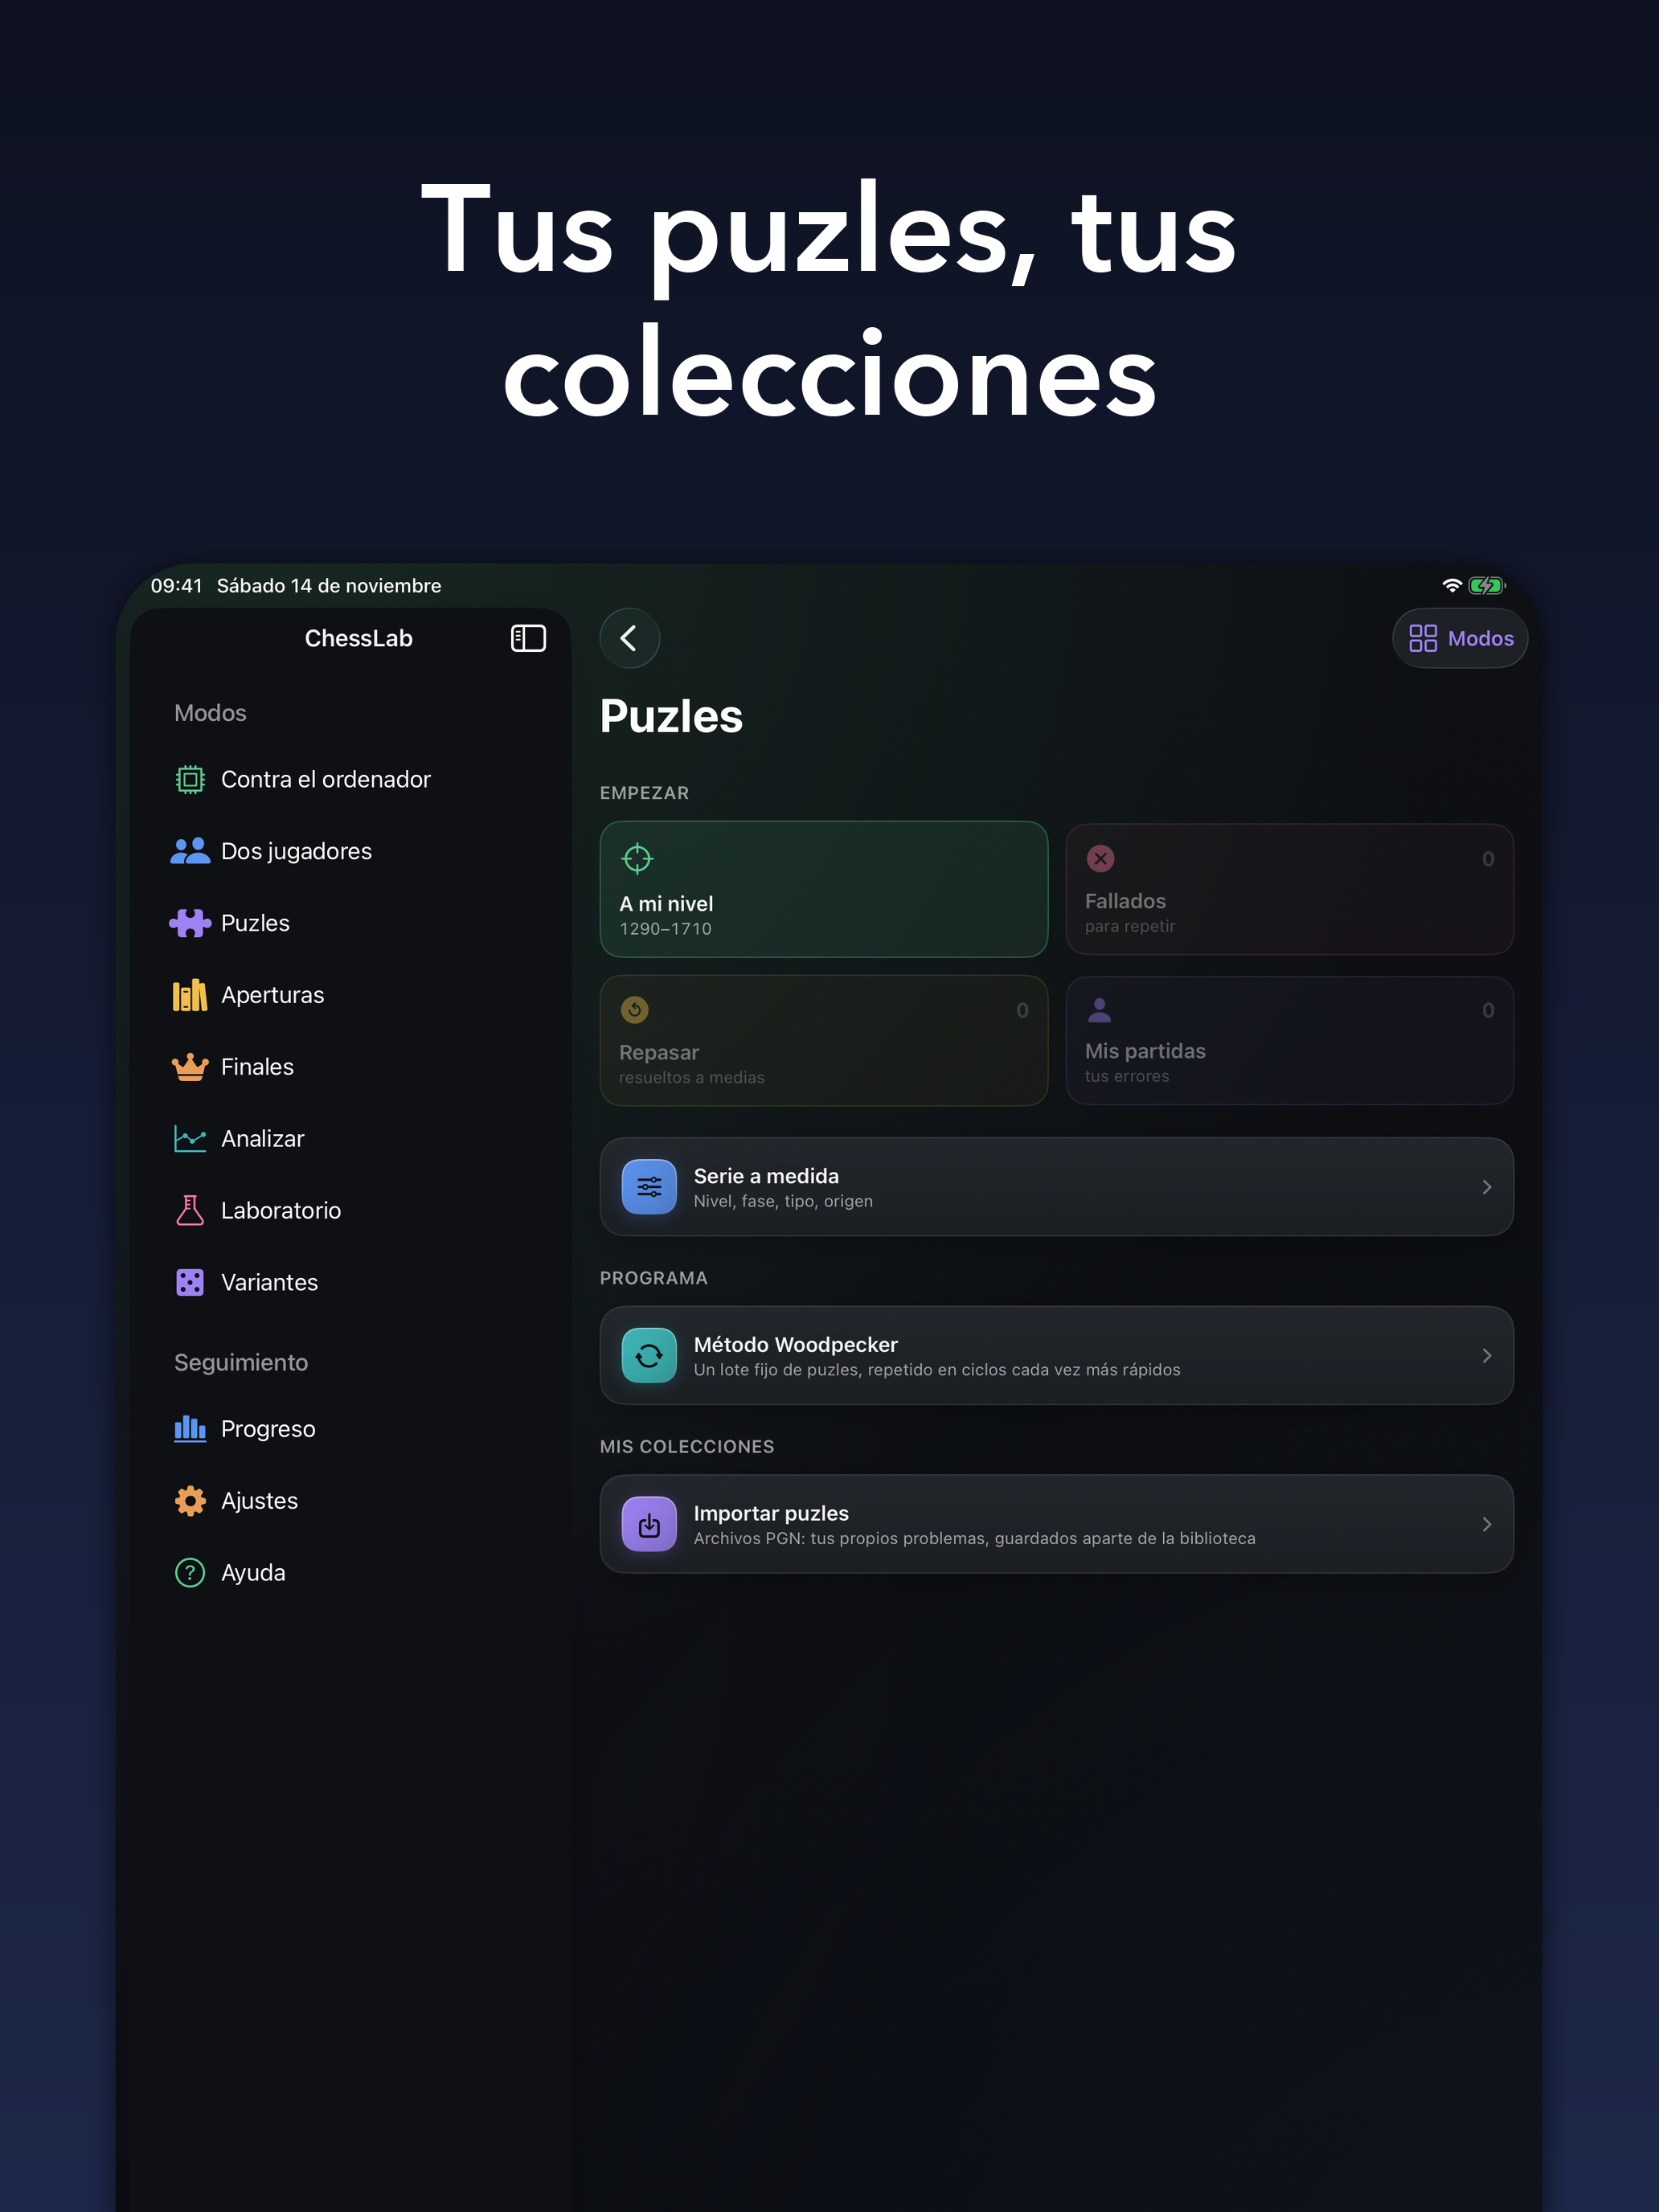 Tus puzles, tus
colecciones
09:41 Sábado 14 de noviembre
ChessLab
Modos
Contra el ordenador
Dos jugadores
Puzles
Aperturas
Finales
Analizar
Laboratorio
Variantes
Seguimiento
Progreso
Ajustes
Ayuda
Modos
Puzles
EMPEZAR
A mi nivel
1290–1710
0
Fallados
para repetir
0
Repasar
resueltos a medias
0
Mis partidas
tus errores
Serie a medida
Nivel, fase, tipo, origen
PROGRAMA
Método Woodpecker
Un lote fijo de puzles, repetido en ciclos cada vez más rápidos
MIS COLECCIONES
Importar puzles
Archivos PGN: tus propios problemas, guardados aparte de la biblioteca